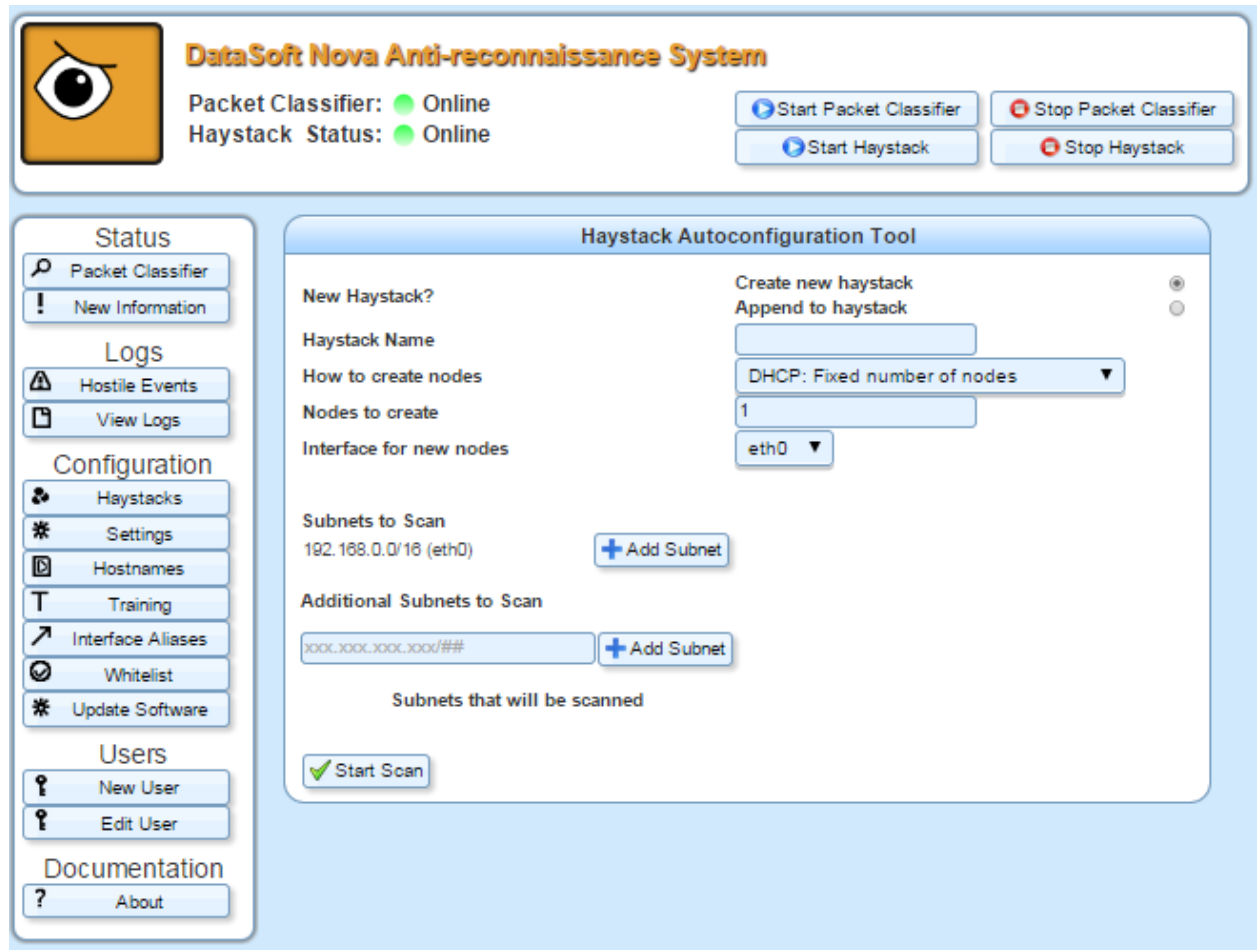 DataSoft Nova Anti-reconnaissance System
Packet Classifier: Online
Haystack Status: Online
Start Packet Classifier
Stop Packet Classifier
Start Haystack
Stop Haystack
Status
Packet Classifier
New Information
Logs
Hostile Events
View Logs
Configuration
Haystacks
Settings
Hostnames
Training
Interface Aliases
Whitelist
Update Software
Users
New User
Edit User
Documentation
About
Haystack Autoconfiguration Tool
New Haystack?
Create new haystack
Append to haystack
Haystack Name
How to create nodes
DHCP: Fixed number of nodes
Nodes to create
1
Interface for new nodes
eth0
Subnets to Scan
192.168.0.0/16 (eth0)
Add Subnet
Additional Subnets to Scan
xxx.xxx.xxx.xxx/##
Add Subnet
Subnets that will be scanned
Start Scan